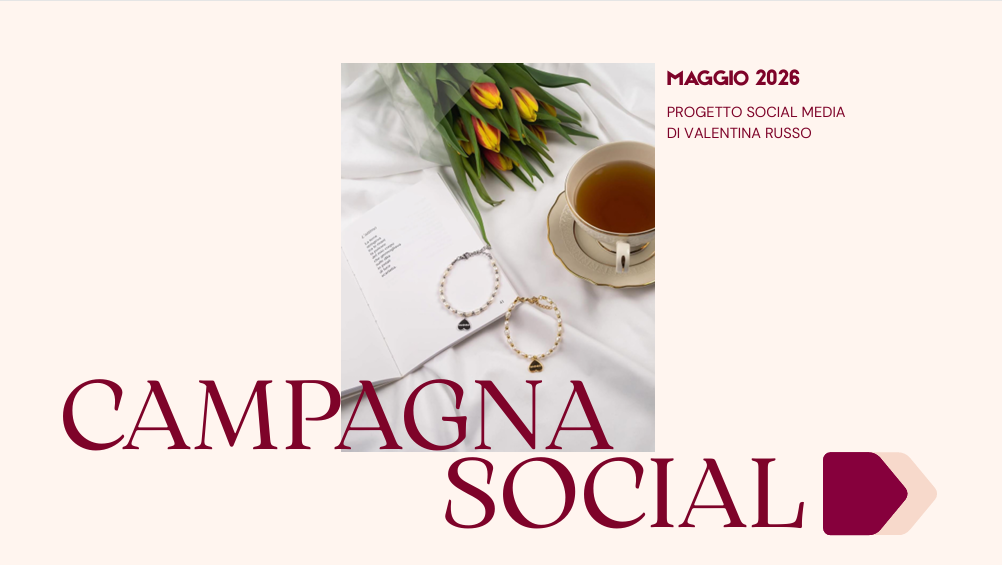 MAGGIO 2026
PROGETTO SOCIAL MEDIA
DI VALENTINA RUSSO
CAMPAGNA
SOCIAL